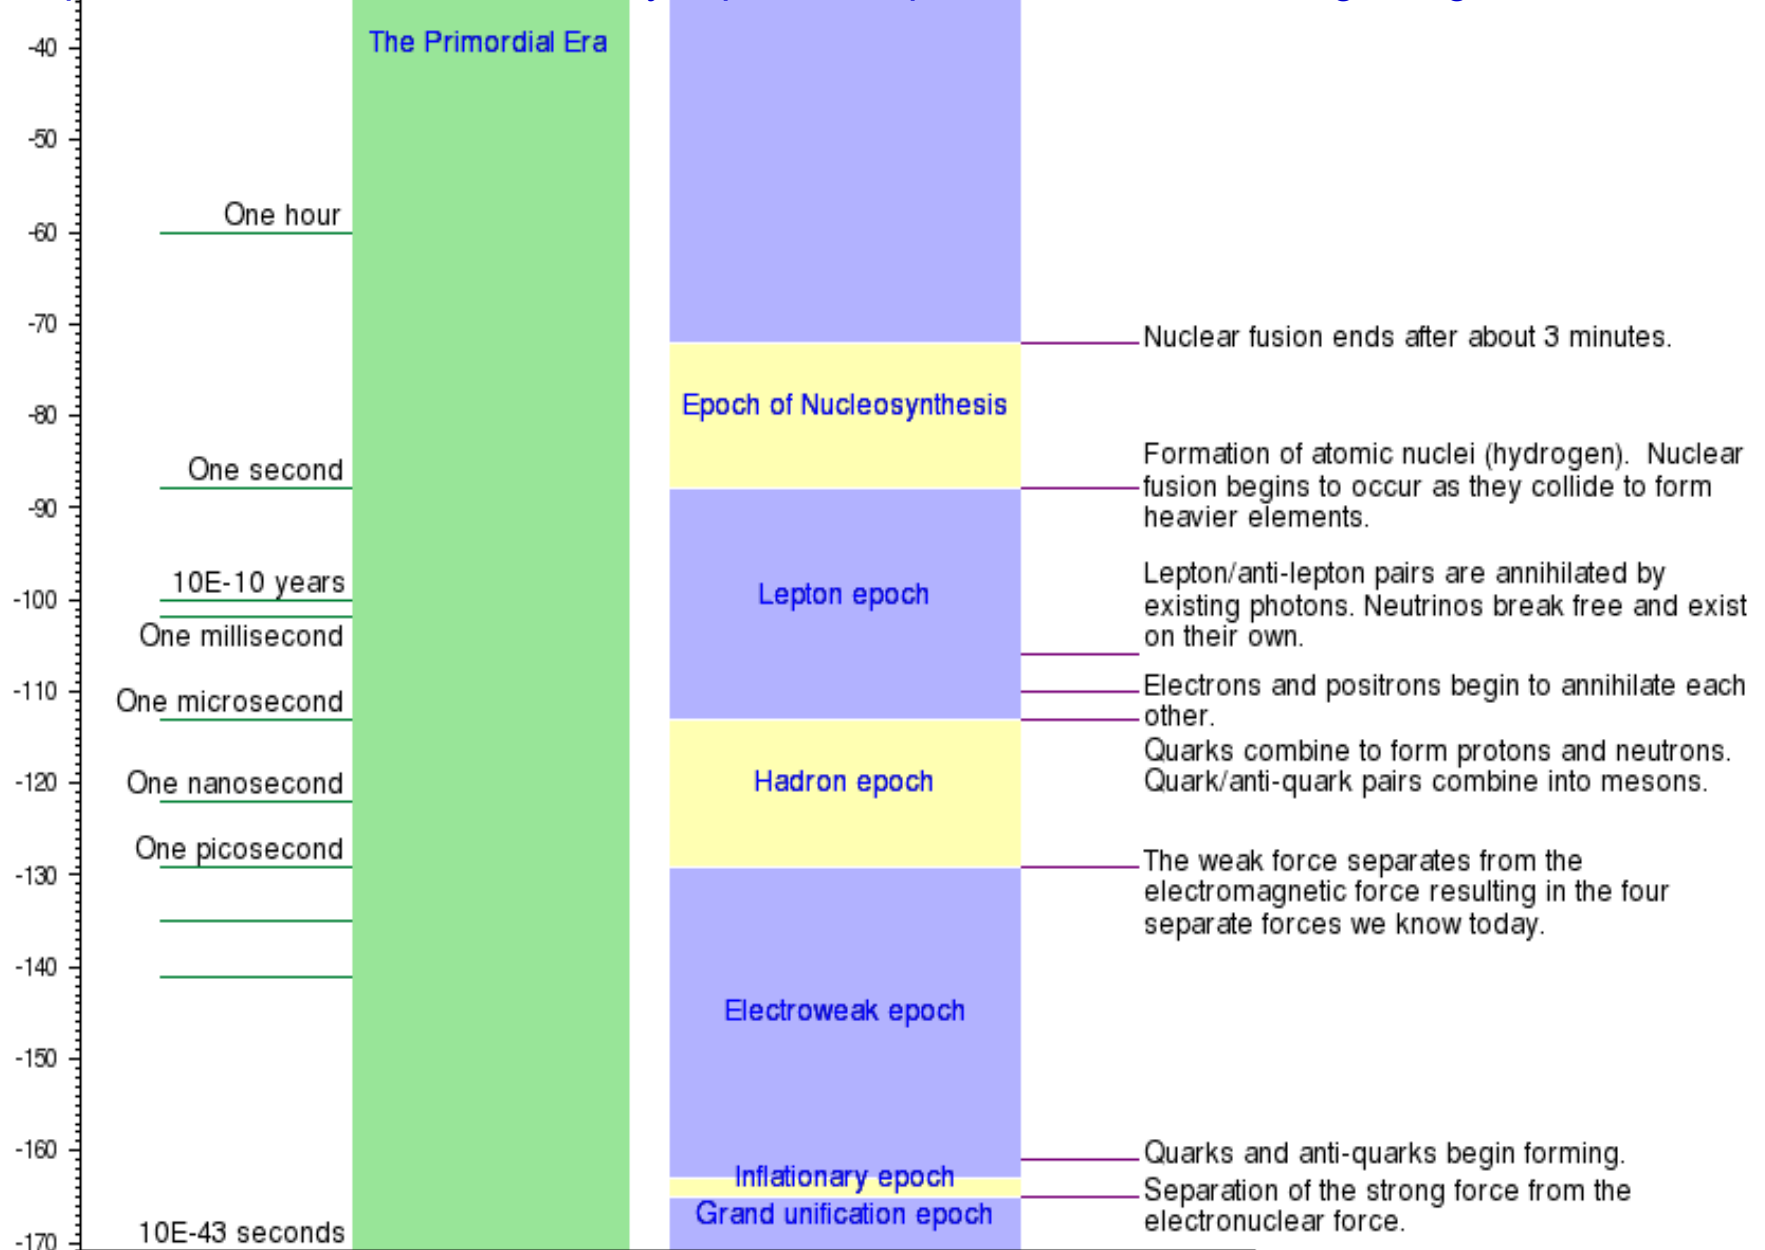 -40
-50
-60
-70
-80
-90
-100
-110
-120
-130
-140
-150
-160
-170
One hour
One second
10E-10 years
One millisecond
One microsecond
One nanosecond
One picosecond
10E-43 seconds
The Primordial Era
Epoch of Nucleosynthesis
Lepton epoch
Hadron epoch
Electroweak epoch
Inflationary epoch
Grand unification epoch
Nuclear fusion ends after about 3 minutes.
Formation of atomic nuclei (hydrogen).  Nuclear
fusion begins to occur as they collide to form
heavier elements.
Lepton/anti-lepton pairs are annihilated by
existing photons. Neutrinos break free and exist
on their own.
Electrons and positrons begin to annihilate each
other.
Quarks combine to form protons and neutrons.
Quark/anti-quark pairs combine into mesons.
The weak force separates from the
electromagnetic force resulting in the four
separate forces we know today.
Quarks and anti-quarks begin forming.
Separation of the strong force from the
electronuclear force.